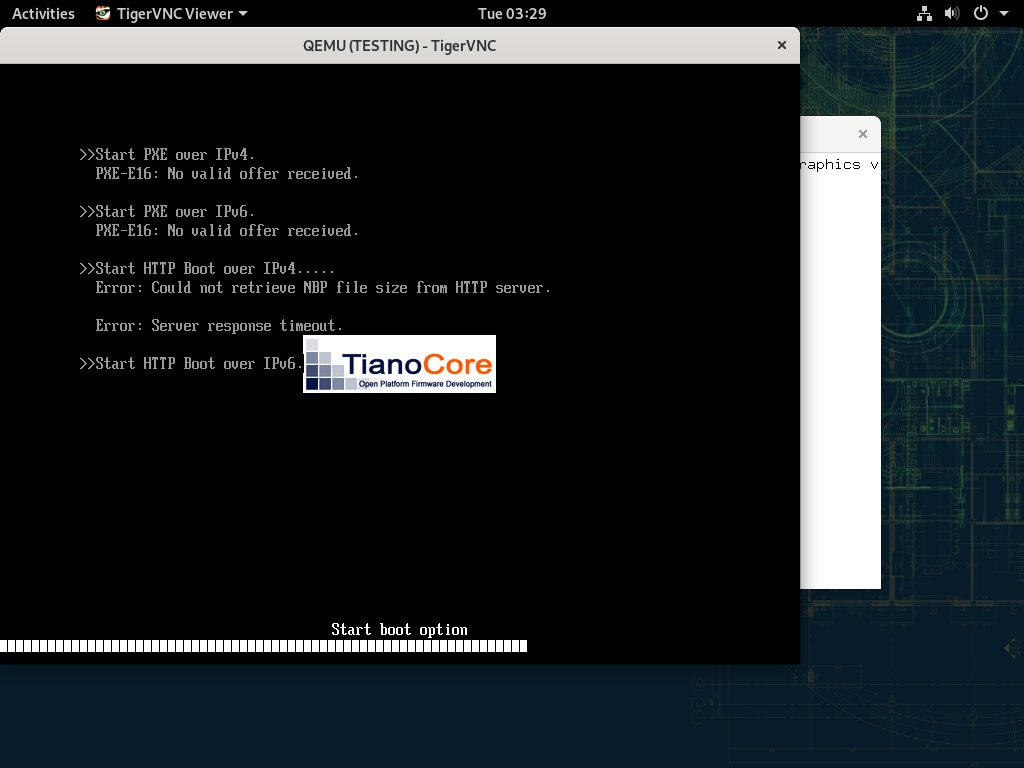 Activities TigerVNC Viewer Tue 03:29
QEMU (TESTING) - TigerVNC
>>Start PXE over IPv4.
PXE-E16: No valid offer received.
>>Start PXE over IPv6.
PXE-E16: No valid offer received.
>>Start HTTP Boot over IPv4.....
Error: Could not retrieve NBP file size from HTTP server.
Error: Server response timeout.
>>Start HTTP Boot over IPv6.
TianoCore
Open Platform Firmware Development
raphics v
Start boot option